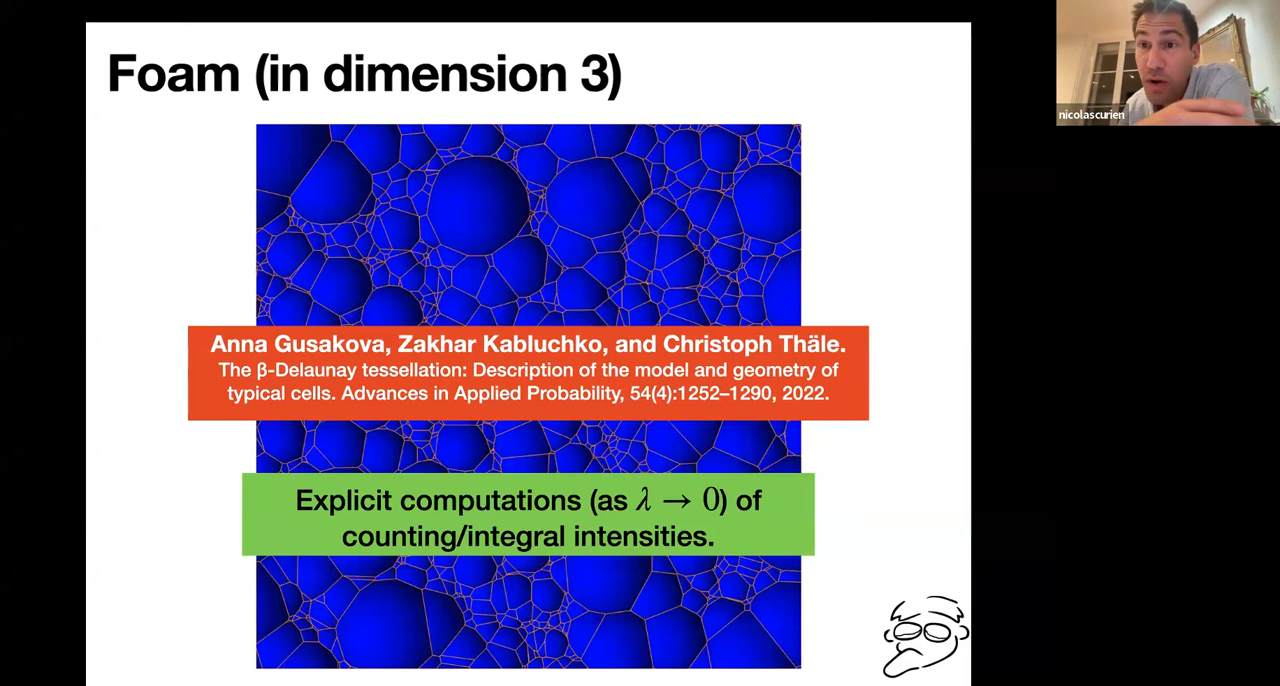 Foam (in dimension 3)
nicolascurien
Anna Gusakova, Zakhar Kabluchko, and Christoph Thäle.
The β-Delaunay tessellation: Description of the model and geometry of
typical cells. Advances in Applied Probability, 54(4):1252–1290, 2022.
Explicit computations (as λ → 0) of
counting/integral intensities.